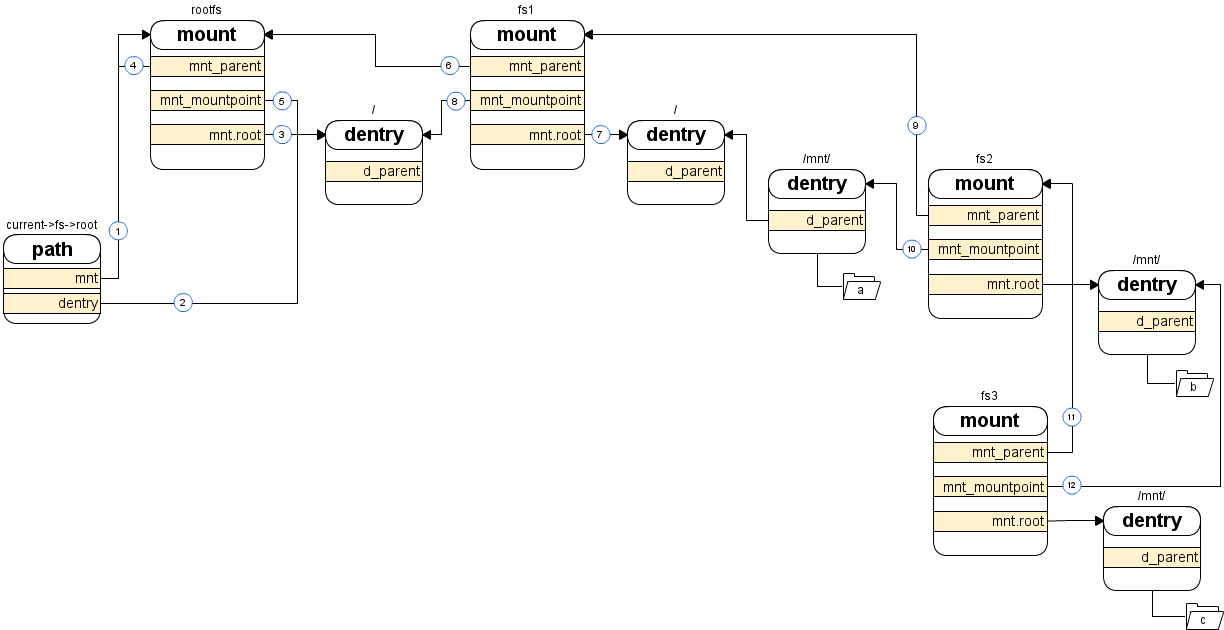 rootfs
mount
mnt_parent
mnt_mountpoint
mnt.root
4
5
3
/
dentry
d_parent
fs1
mount
mnt_parent
mnt_mountpoint
mnt.root
6
8
7
/
dentry
d_parent
/mnt/
dentry
d_parent
a
9
10
fs2
mount
mnt_parent
mnt_mountpoint
mnt.root
/mnt/
dentry
d_parent
b
current->fs->root
path
mnt
dentry
1
2
fs3
mount
mnt_parent
mnt_mountpoint
mnt.root
11
12
/mnt/
dentry
d_parent
c